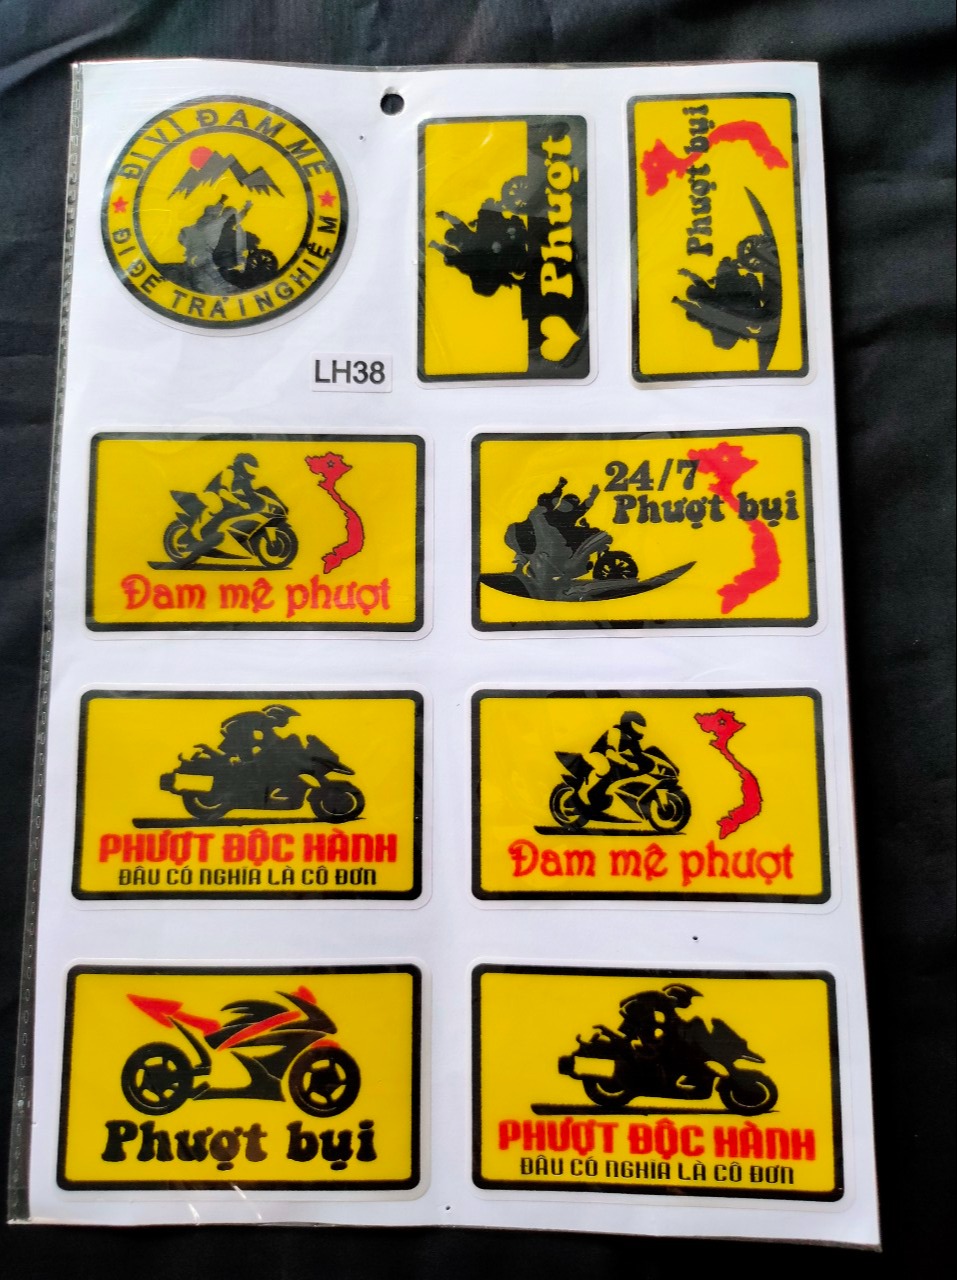 ĐI VÌ ĐAM MÊ
ĐI ĐỂ TRẢI NGHIỆM
Phượt
Phượt bụi
LH38
Đam mê phượt
24/7
Phượt bụi
PHƯỢT ĐỘC HÀNH
ĐÂU CÓ NGHĨA LÀ CÔ ĐƠN
Đam mê phượt
Phượt bụi
PHƯỢT ĐỘC HÀNH
ĐÂU CÓ NGHĨA LÀ CÔ ĐƠN